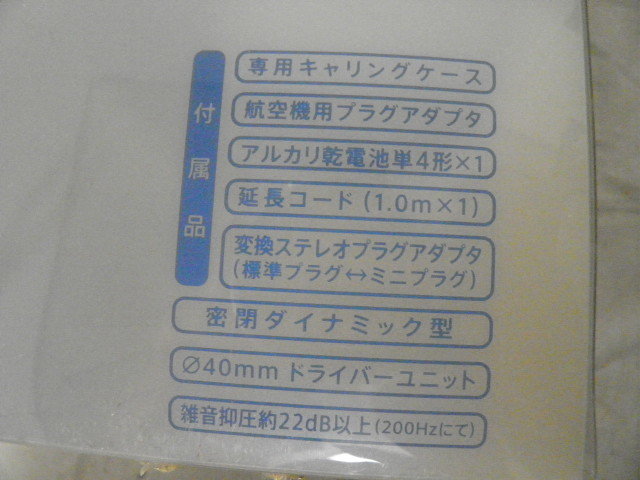 付属品
専用キャリングケース
航空機用プラグアダプタ
アルカリ乾電池単4形×1
延長コード(1.0m×1)
変換ステレオプラグアダプタ
(標準プラグ↔ミニプラグ)
密閉ダイナミック型
∅40mmドライバーユニット
雑音抑圧約22dB以上(200Hzにて)